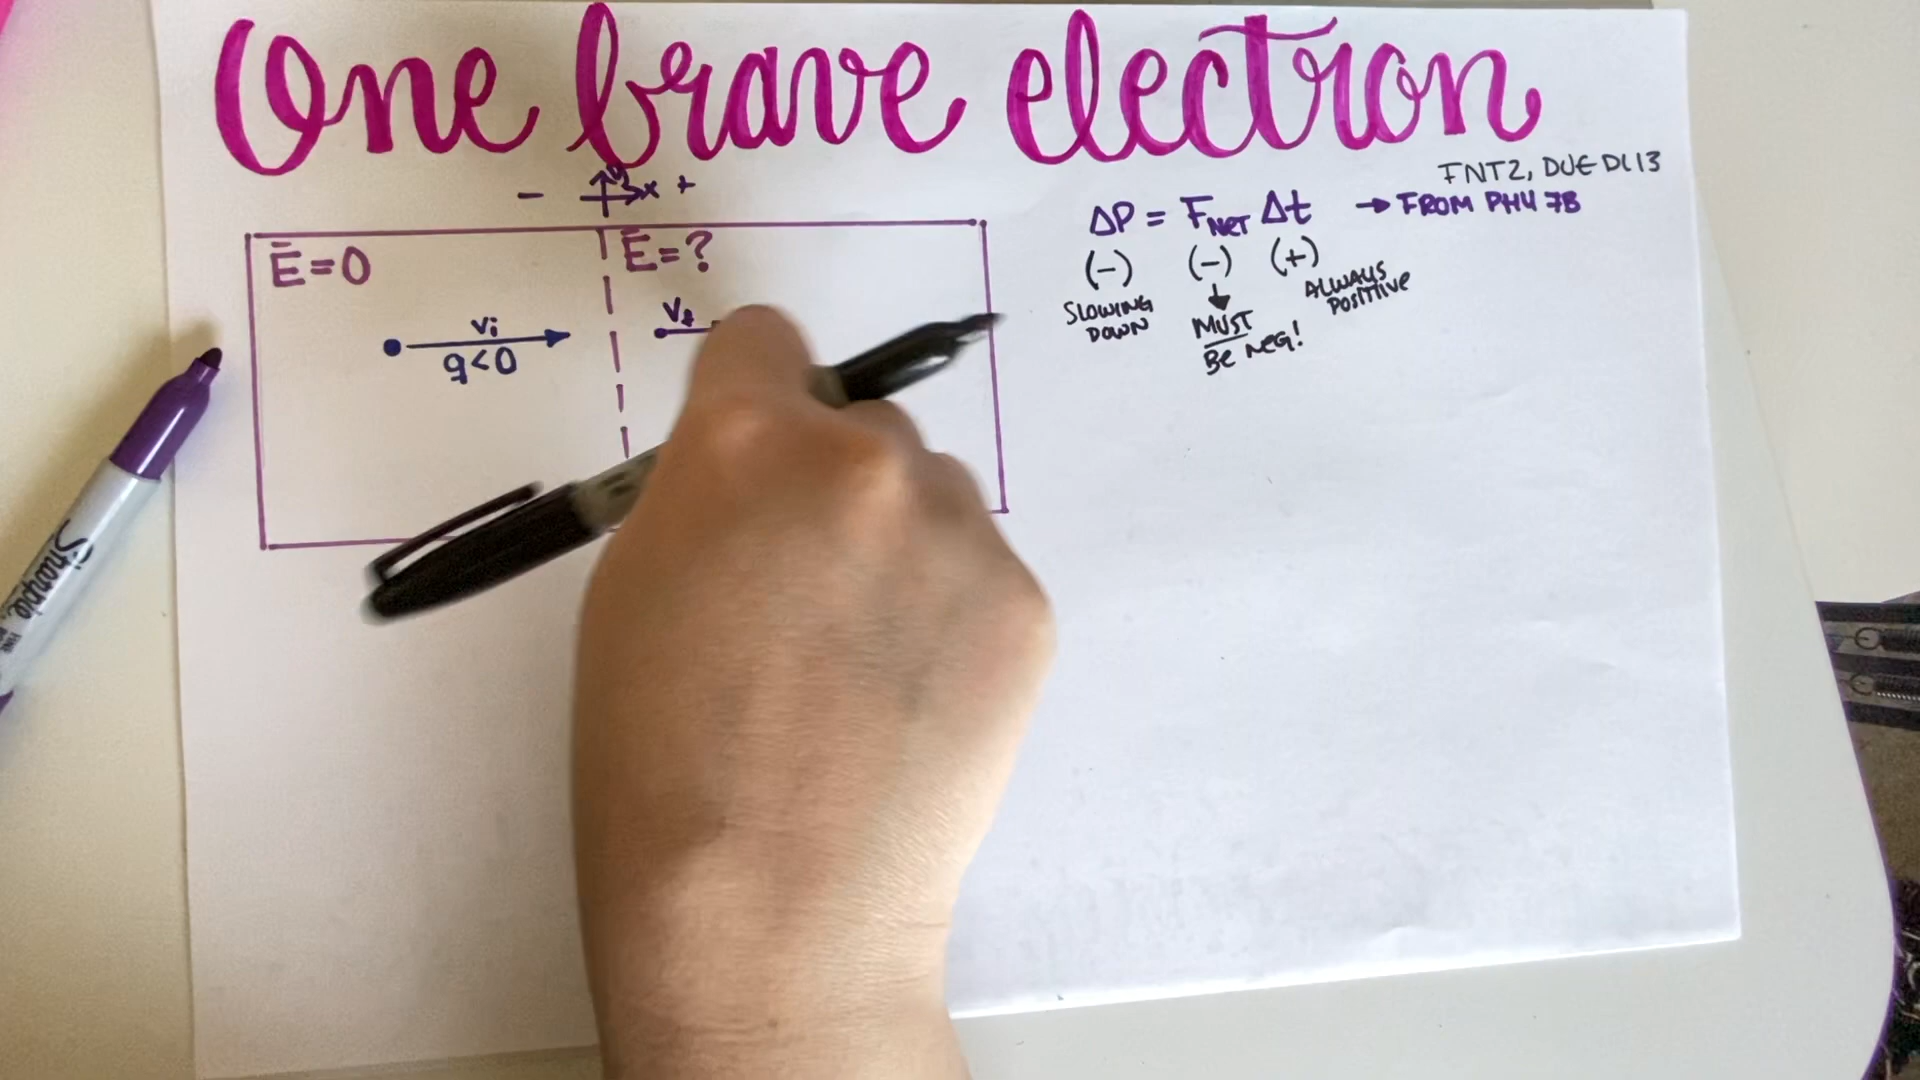 One brave electron
FNT2, DUE DL13
- y x +
ΔP = FNET Δt → FROM PHY 7B
(-) (-) (+)
SLOWING DOWN
MUST BE NEG!
ALWAYS POSITIVE
E̅=0
E̅=?
vi
q<0
vf
Sharpie